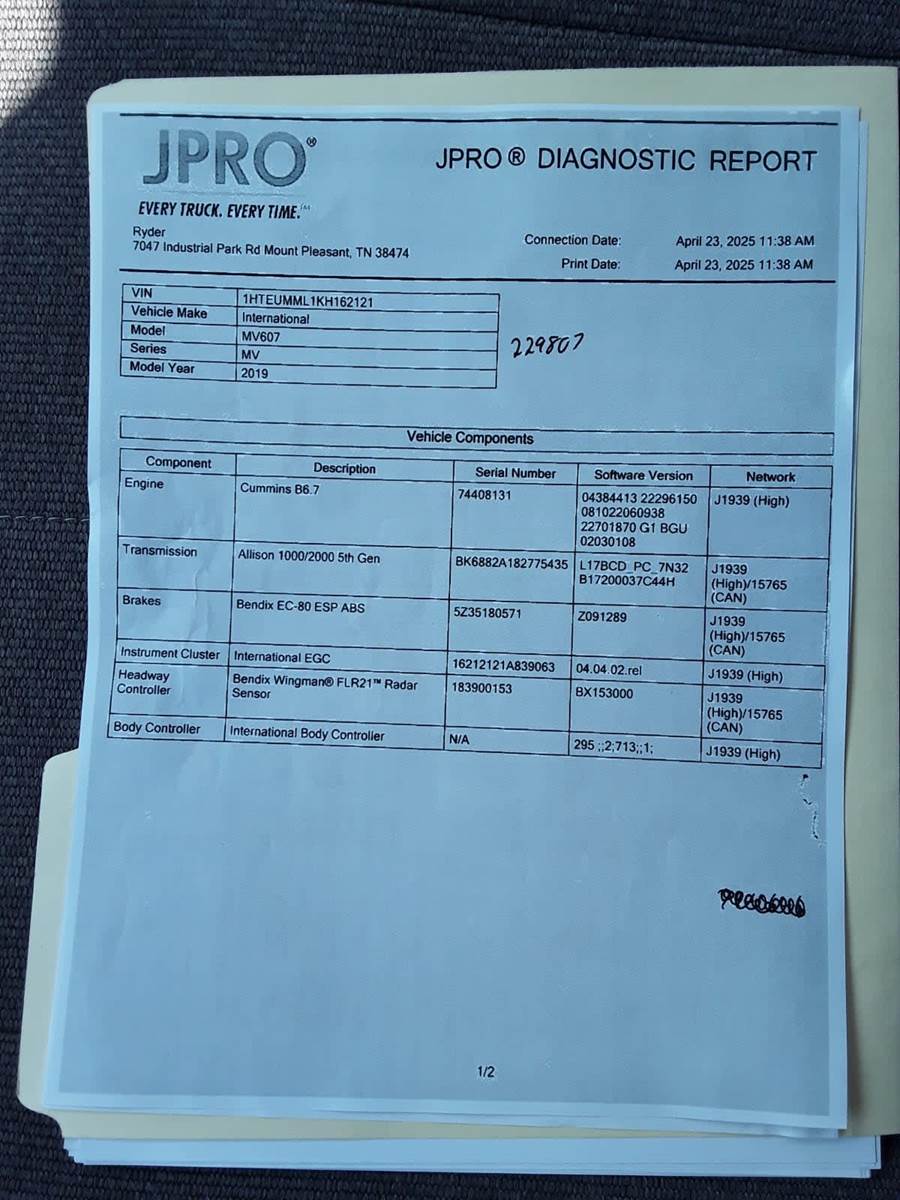 JPRO®
JPRO® DIAGNOSTIC REPORT
EVERY TRUCK. EVERY TIME.
Ryder
7047 Industrial Park Rd Mount Pleasant, TN 38474
Connection Date: April 23, 2025 11:38 AM
Print Date: April 23, 2025 11:38 AM
VIN 1HTEUMML1KH162121
Vehicle Make International
Model MV607
Series MV
Model Year 2019
229807
Vehicle Components
Component Description Serial Number Software Version Network
Engine Cummins B6.7 74408131 04384413 22296150 J1939 (High)
081022060938
22701870 G1 BGU
02030108
Transmission Allison 1000/2000 5th Gen BK6882A182775435 L17BCD_PC_7N32 J1939
B17200037C44H (High)/15765
(CAN)
Brakes Bendix EC-80 ESP ABS 5Z35180571 Z091289 J1939
(High)/15765
(CAN)
Instrument Cluster International EGC 16212121A839063 04.04.02.rel J1939 (High)
Headway Bendix Wingman® FLR21™ Radar 183900153 BX153000 J1939
Controller Sensor (High)/15765
(CAN)
Body Controller International Body Controller N/A 295 ;;2;713;;1; J1939 (High)
1/2